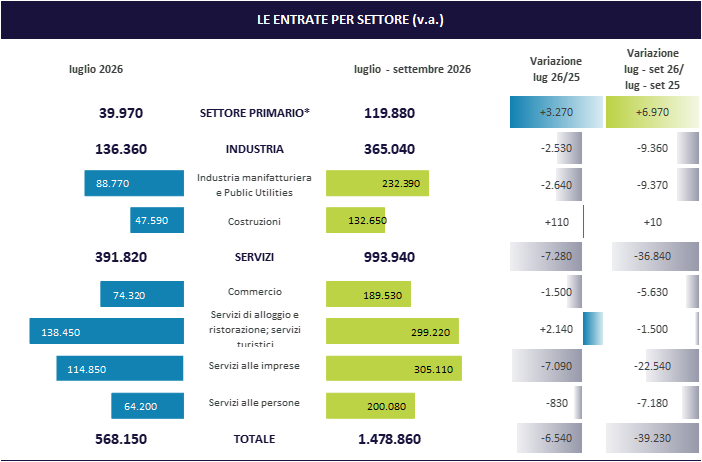 LE ENTRATE PER SETTORE (v.a.)
luglio 2026 luglio - settembre 2026 Variazione lug 26/25 Variazione lug - set 26/ lug - set 25
39.970 SETTORE PRIMARIO* 119.880 +3.270 +6.970
136.360 INDUSTRIA 365.040 -2.530 -9.360
88.770 Industria manifatturiera e Public Utilities 232.390 -2.640 -9.370
47.590 Costruzioni 132.650 +110 +10
391.820 SERVIZI 993.940 -7.280 -36.840
74.320 Commercio 189.530 -1.500 -5.630
138.450 Servizi di alloggio e ristorazione; servizi turistici 299.220 +2.140 -1.500
114.850 Servizi alle imprese 305.110 -7.090 -22.540
64.200 Servizi alle persone 200.080 -830 -7.180
568.150 TOTALE 1.478.860 -6.540 -39.230